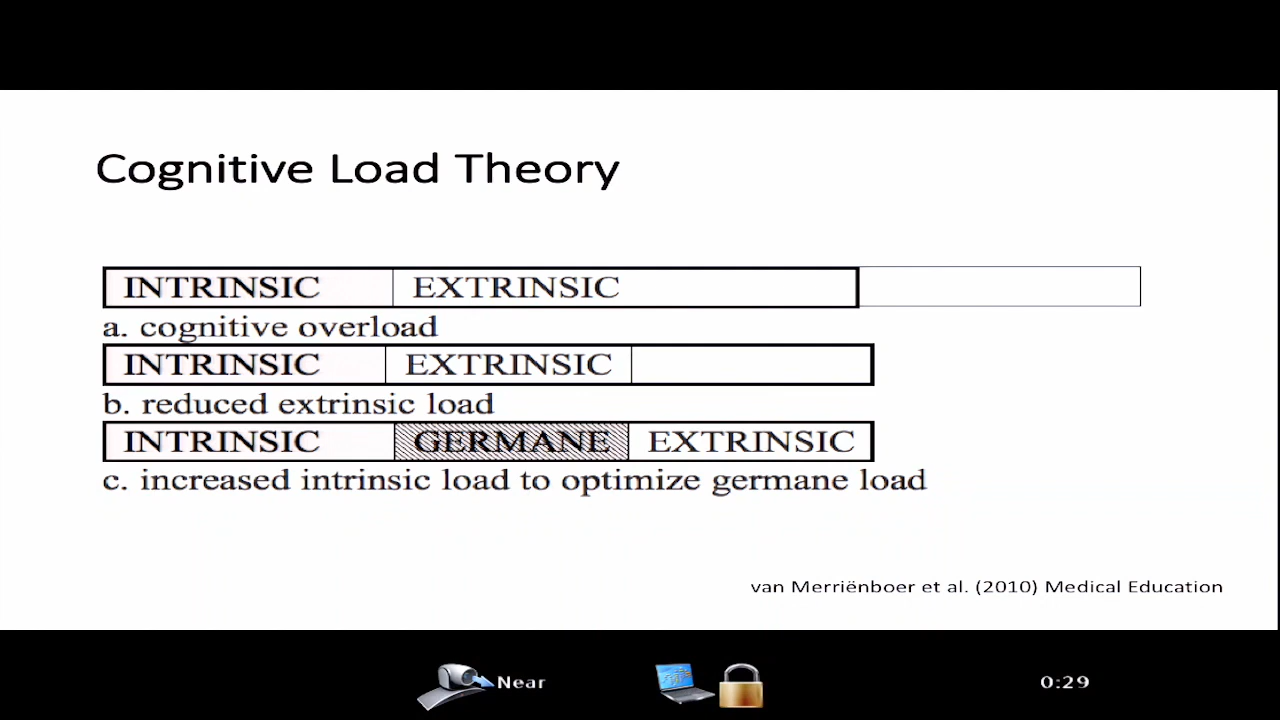 Cognitive Load Theory
INTRINSIC EXTRINSIC
a. cognitive overload
INTRINSIC EXTRINSIC
b. reduced extrinsic load
INTRINSIC GERMANE EXTRINSIC
c. increased intrinsic load to optimize germane load
van Merriënboer et al. (2010) Medical Education
Near 0:29